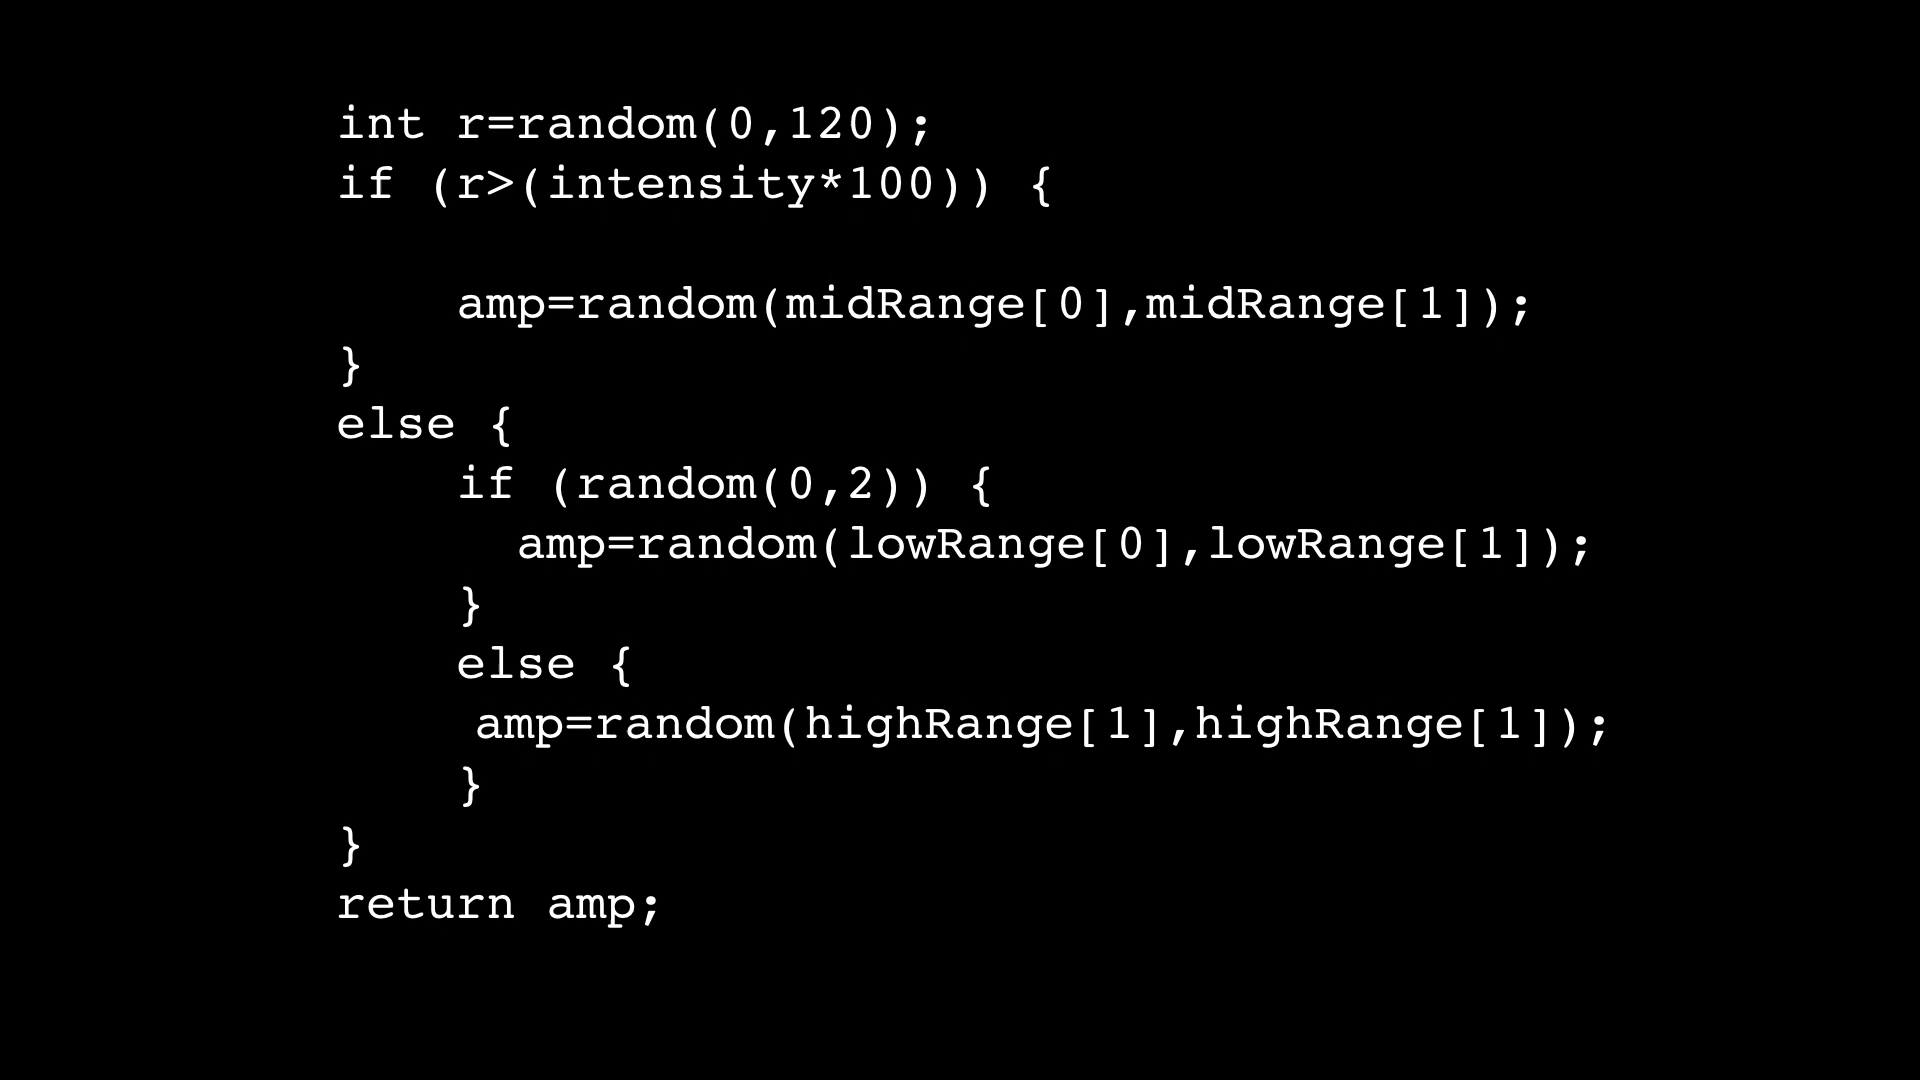 int r=random(0,120);
if (r>(intensity*100)) {
amp=random(midRange[0],midRange[1]);
}
else {
if (random(0,2)) {
amp=random(lowRange[0],lowRange[1]);
}
else {
amp=random(highRange[1],highRange[1]);
}
}
return amp;